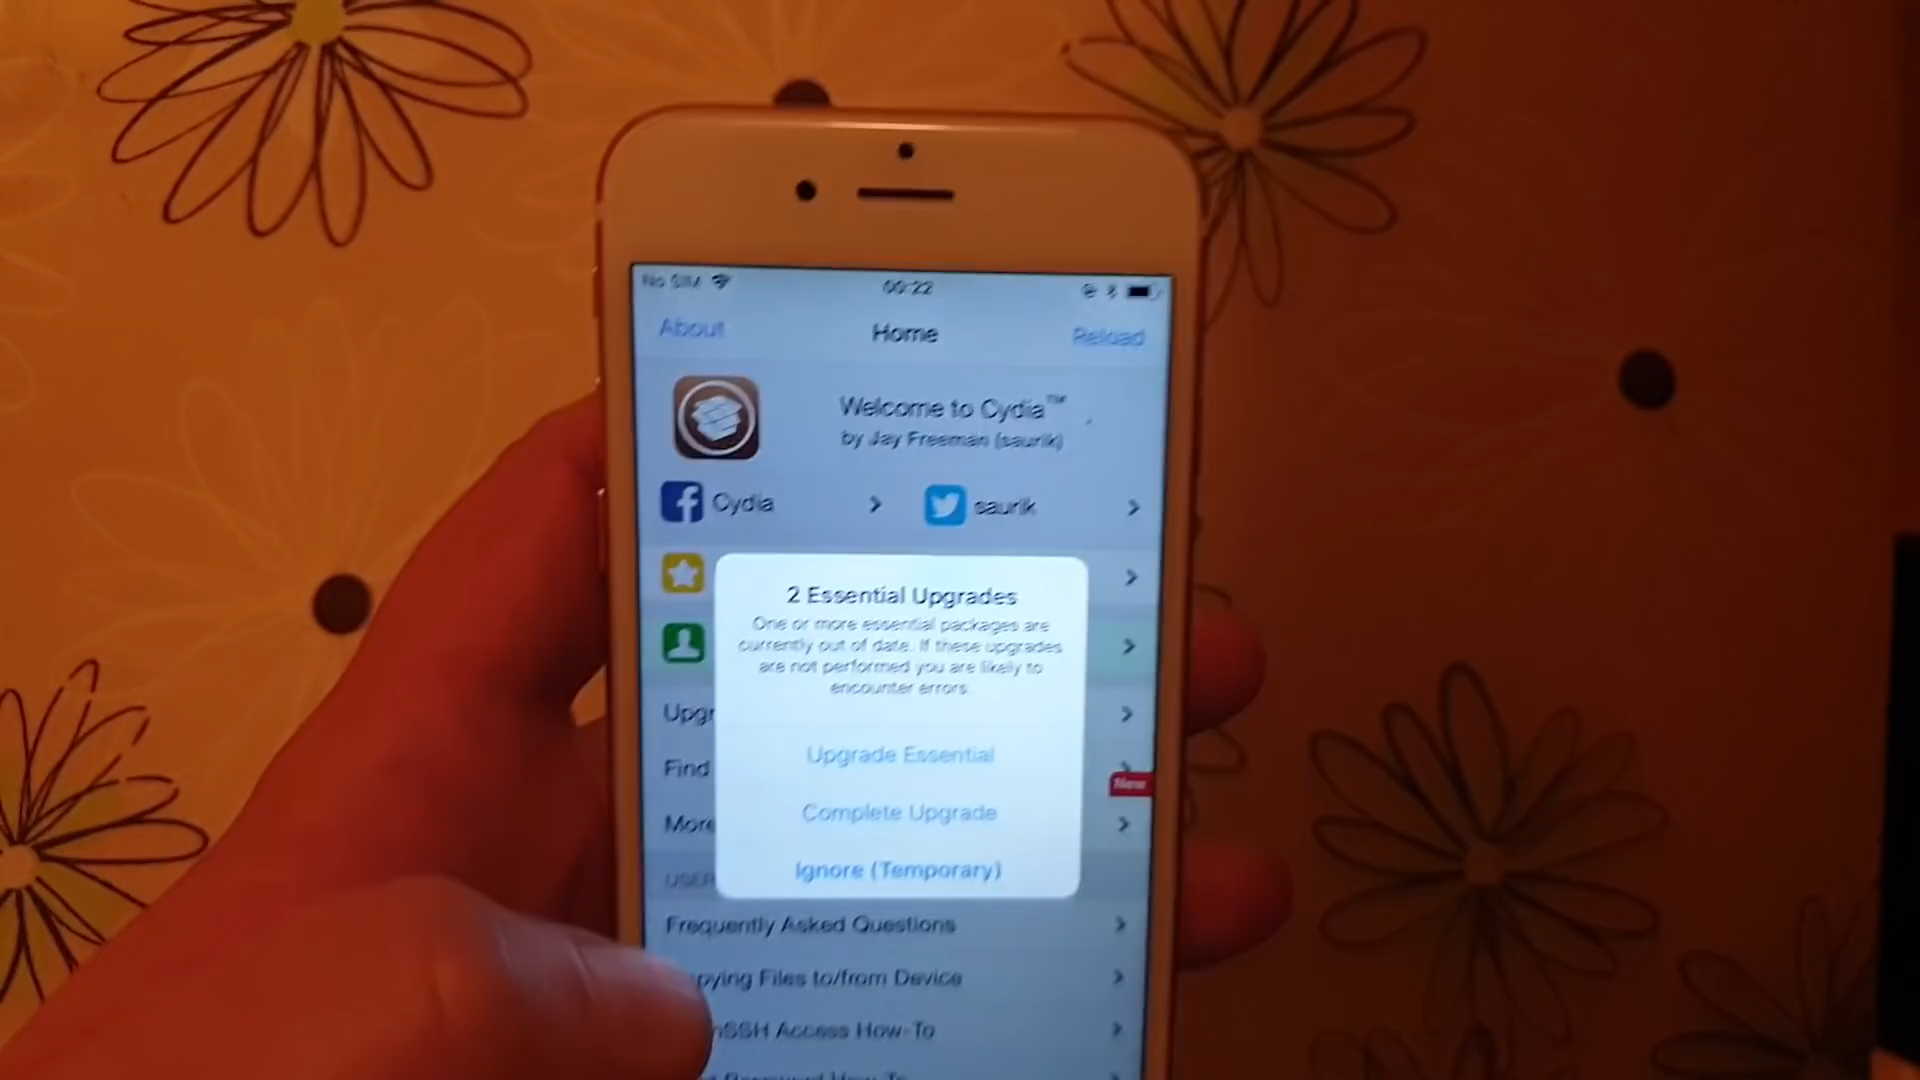 No SIM
00:22
About
Home
Reload
Welcome to Cydia™
by Jay Freeman (saurik)
Cydia
saurik
2 Essential Upgrades
One or more essential packages are
currently out of date. If these upgrades
are not performed you are likely to
encounter errors.
Upgr
Upgrade Essential
Find
New
Complete Upgrade
More
Ignore (Temporary)
USER
Frequently Asked Questions
pying Files to/from Device
nSSH Access How-To